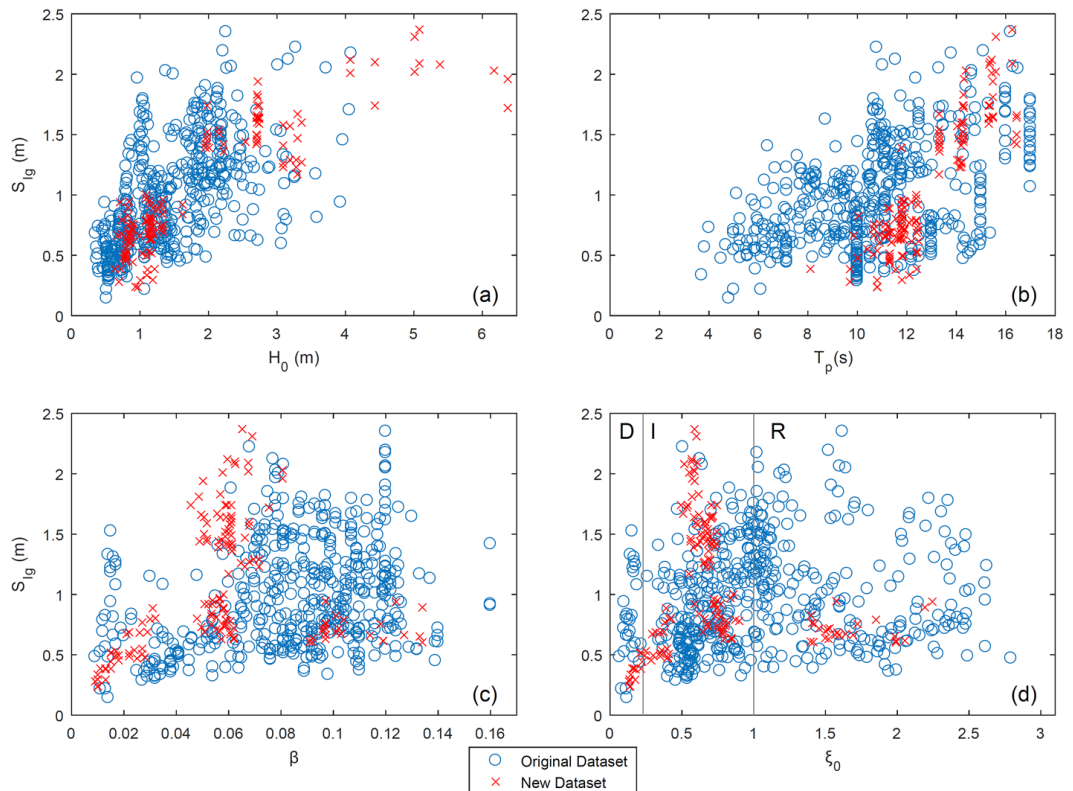 2.5
2
1.5
1
0.5
0
S_Ig (m)
0 1 2 3 4 5 6
H_0 (m)
(a)
2.5
2
1.5
1
0.5
0
0 2 4 6 8 10 12 14 16 18
T_p(s)
(b)
2.5
2
1.5
1
0.5
0
S_Ig (m)
0.02 0.04 0.06 0.08 0.1 0.12 0.14 0.16
β
(c)
2.5
2
1.5
1
0.5
0
D I R
0 0.5 1 1.5 2 2.5 3
ξ_0
(d)
Original Dataset
New Dataset